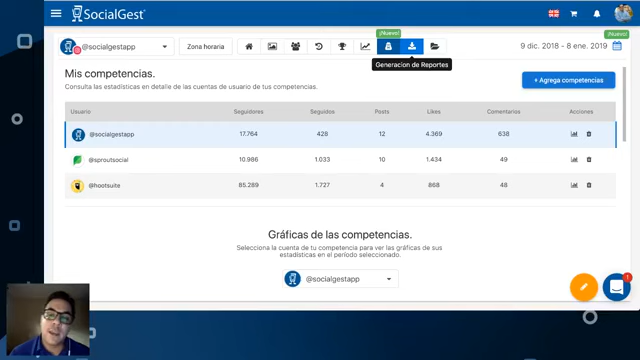 SocialGest
¡Nuevo!
@socialgestapp
Zona horaria
¡Nuevo!
9 dic. 2018 - 8 ene. 2019
Generacion de Reportes
Mis competencias.
Consulta las estadísticas en detalle de las cuentas de usuario de tus competencias.
+ Agrega competencias
Usuario Seguidores Seguidos Posts Likes Comentarios Acciones
@socialgestapp 17.764 428 12 4.369 638
@sproutsocial 10.986 1.033 10 1.434 49
@hootsuite 85.289 1.727 4 868 48
Gráficas de las competencias.
Selecciona la cuenta de tu competencia para ver las gráficas de sus
estadísticas en el período seleccionado.
@socialgestapp
1